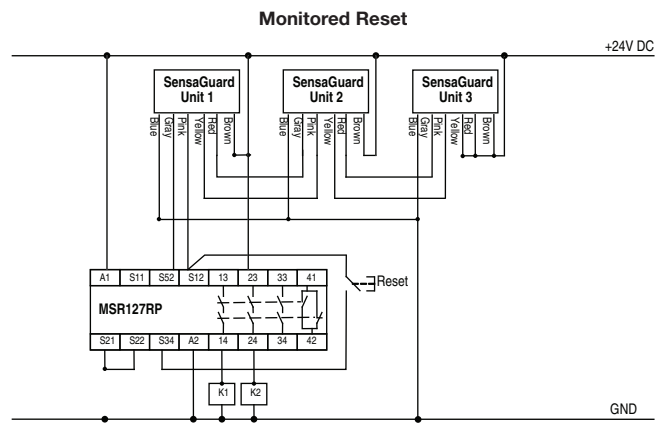 Monitored Reset
+24V DC
SensaGuard
Unit 1
SensaGuard
Unit 2
SensaGuard
Unit 3
Blue
Gray
Pink
Yellow
Red
Brown
Blue
Gray
Pink
Yellow
Red
Brown
Blue
Gray
Pink
Yellow
Red
Brown
A1 S11 S52 S12 13 23 33 41
Reset
MSR127RP
S21 S22 S34 A2 14 24 34 42
K1 K2
GND